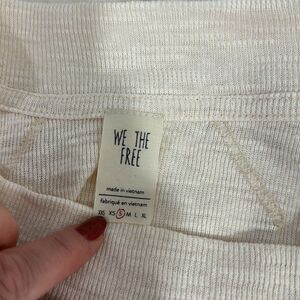 WE THE
FREE
made in vietnam
fabriqué en vietnam
XXS XS S M L XL